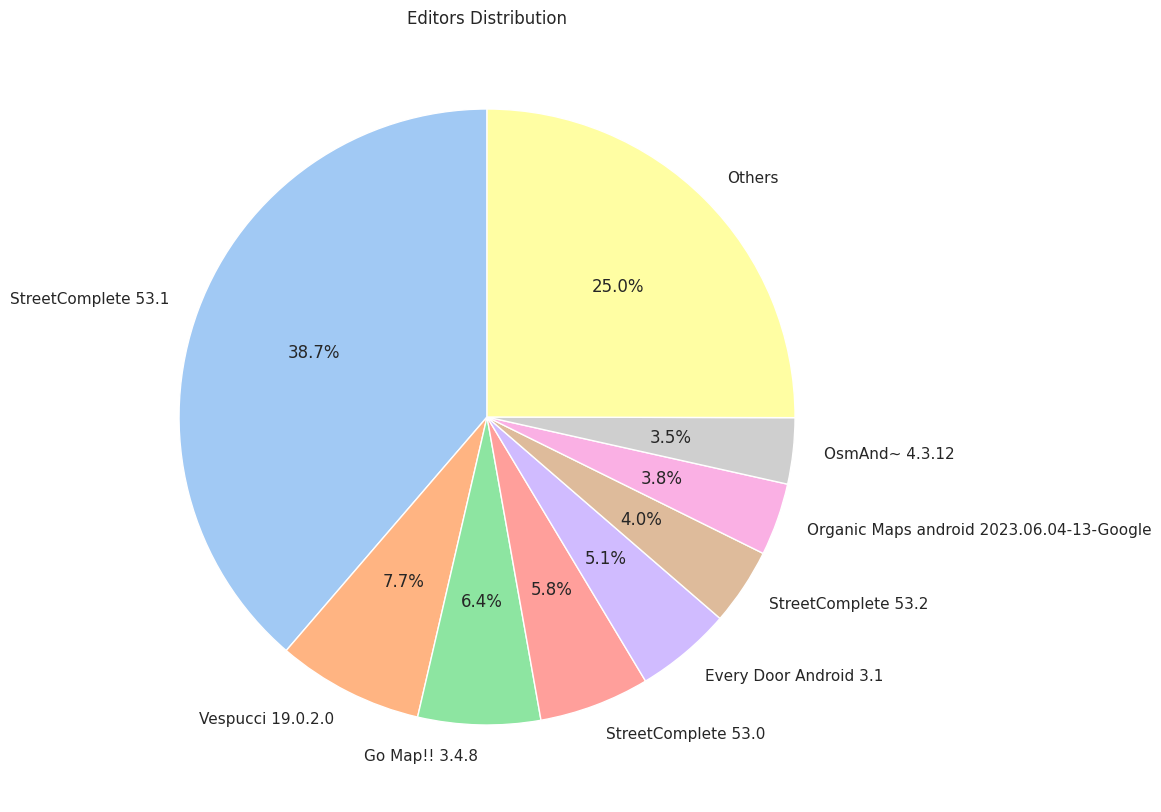 Editors Distribution
Others
25.0%
StreetComplete 53.1
38.7%
3.5%
OsmAnd~ 4.3.12
3.8%
Organic Maps android 2023.06.04-13-Google
4.0%
StreetComplete 53.2
5.1%
Every Door Android 3.1
5.8%
StreetComplete 53.0
6.4%
Go Map!! 3.4.8
7.7%
Vespucci 19.0.2.0